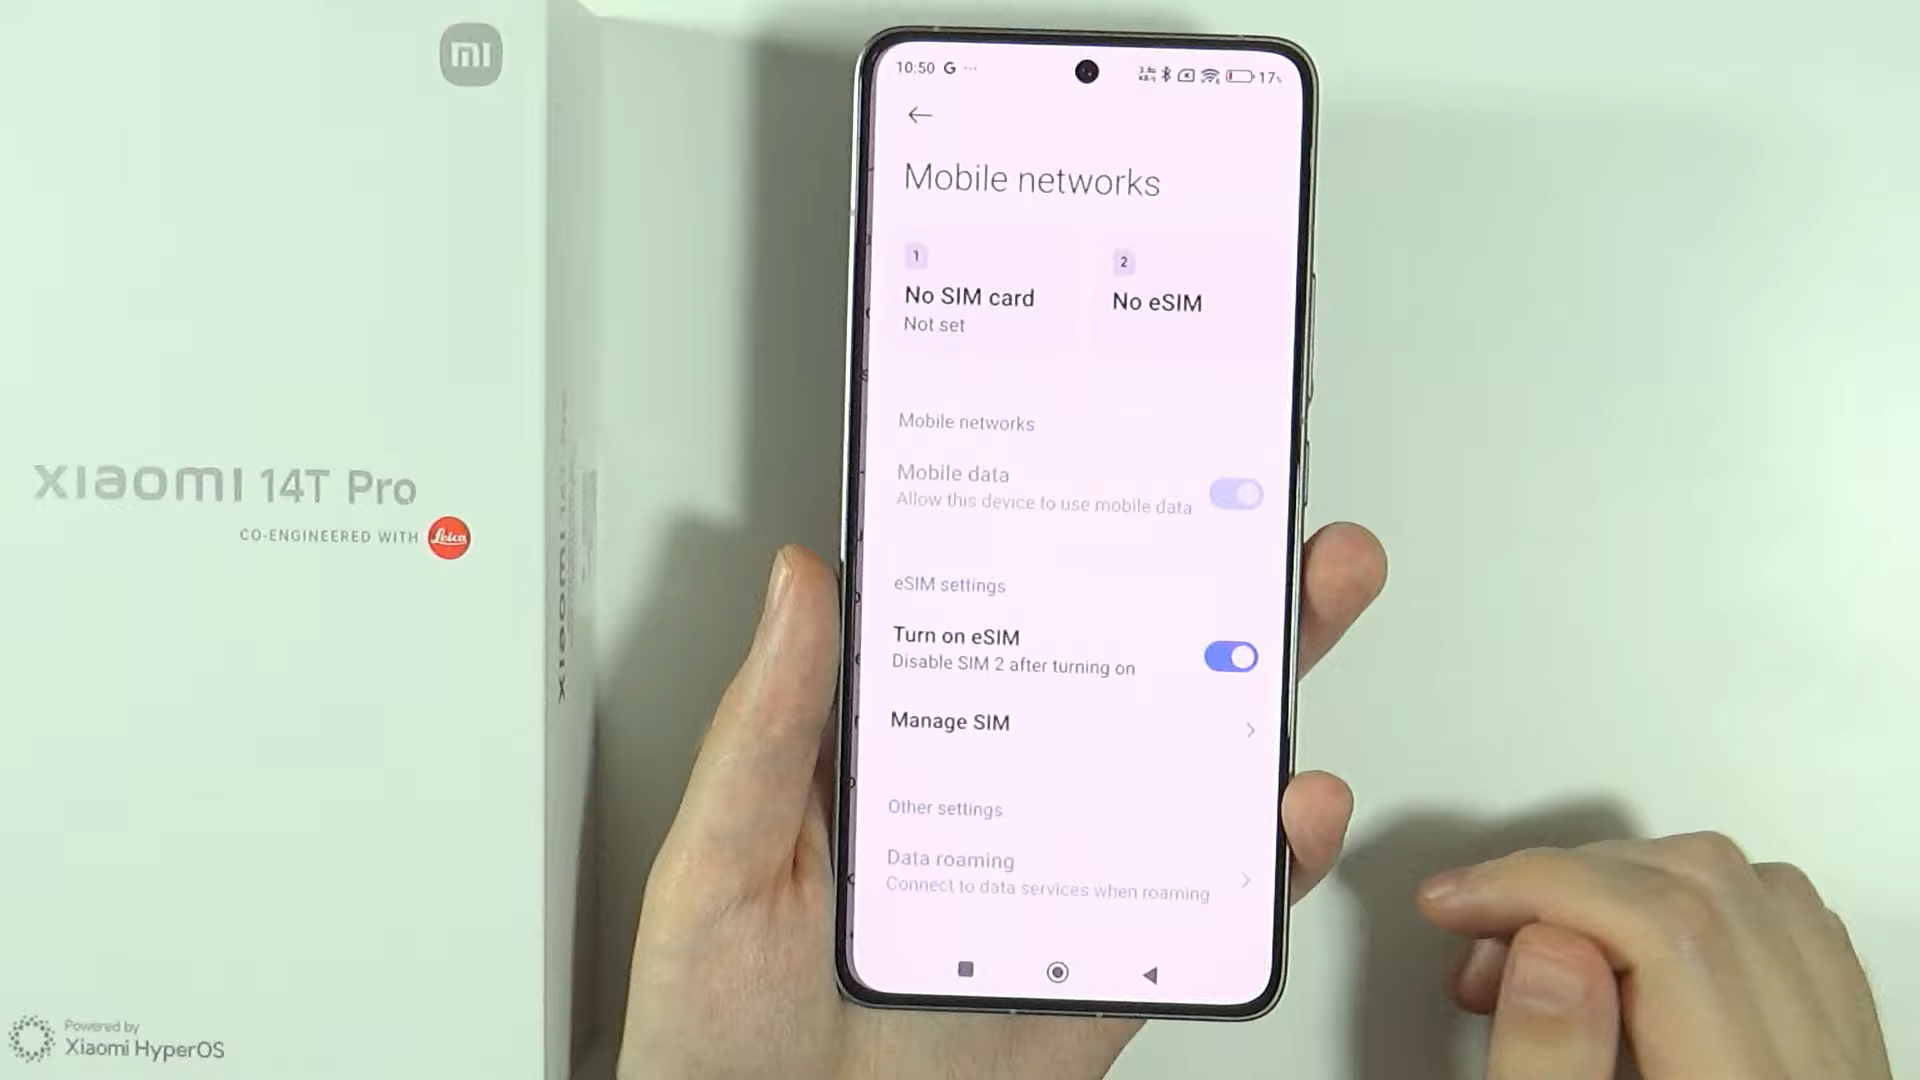 mi
XIAOMI 14T Pro
CO-ENGINEERED WITH
Leica
Powered by
Xiaomi HyperOS
10:50 G ...
17%
Mobile networks
1
No SIM card
Not set
2
No eSIM
Mobile networks
Mobile data
Allow this device to use mobile data
eSIM settings
Turn on eSIM
Disable SIM 2 after turning on
Manage SIM
Other settings
Data roaming
Connect to data services when roaming